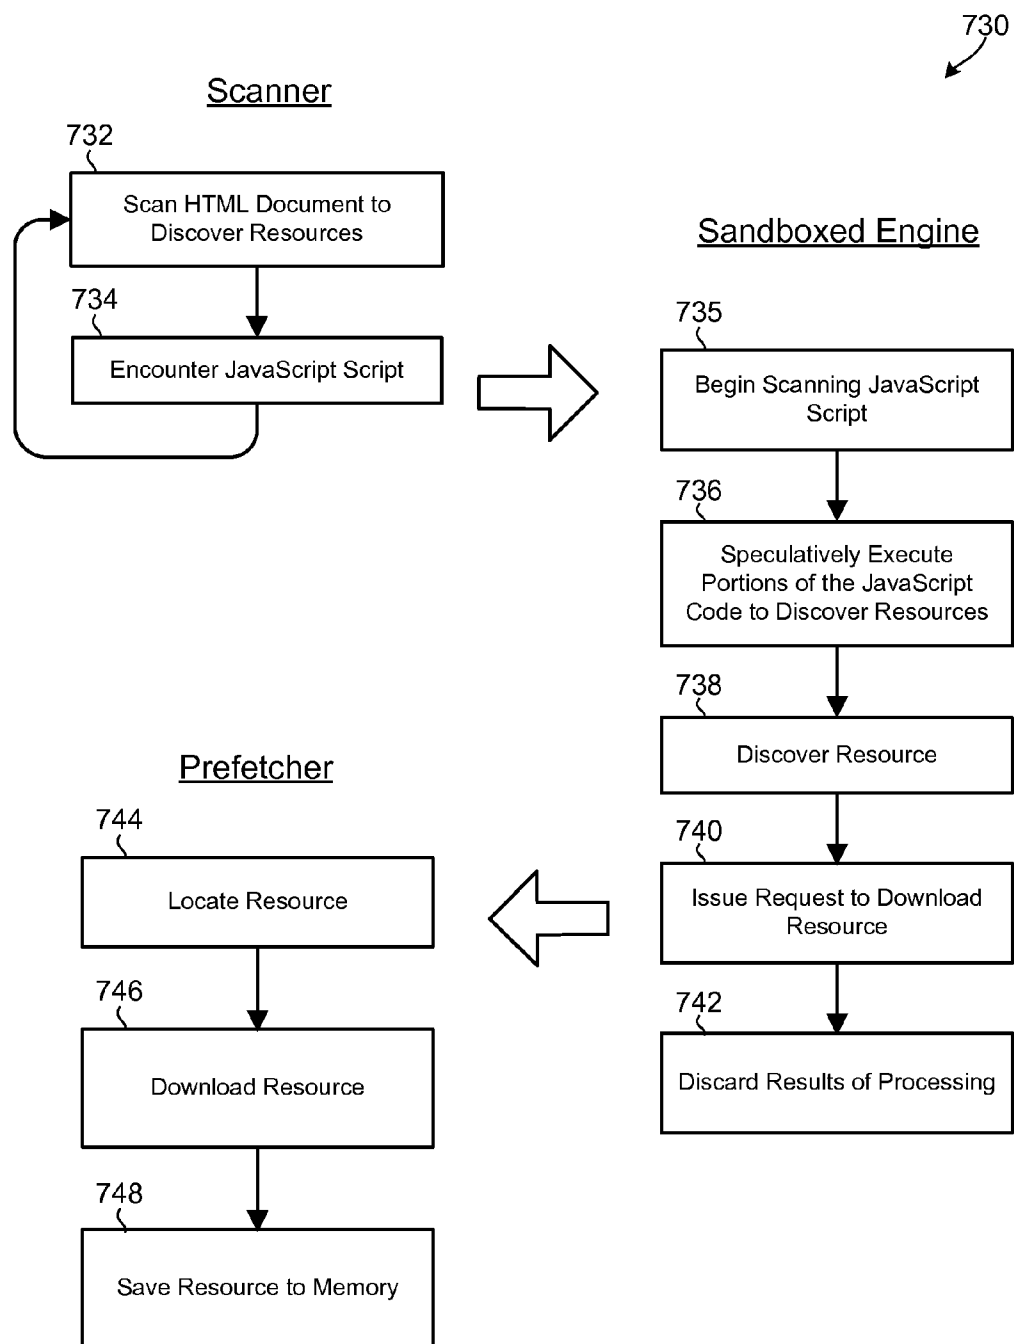 730
Scanner
732
Scan HTML Document to
Discover Resources
734
Encounter JavaScript Script
Sandboxed Engine
735
Begin Scanning JavaScript
Script
736
Speculatively Execute
Portions of the JavaScript
Code to Discover Resources
738
Discover Resource
740
Issue Request to Download
Resource
742
Discard Results of Processing
Prefetcher
744
Locate Resource
746
Download Resource
748
Save Resource to Memory